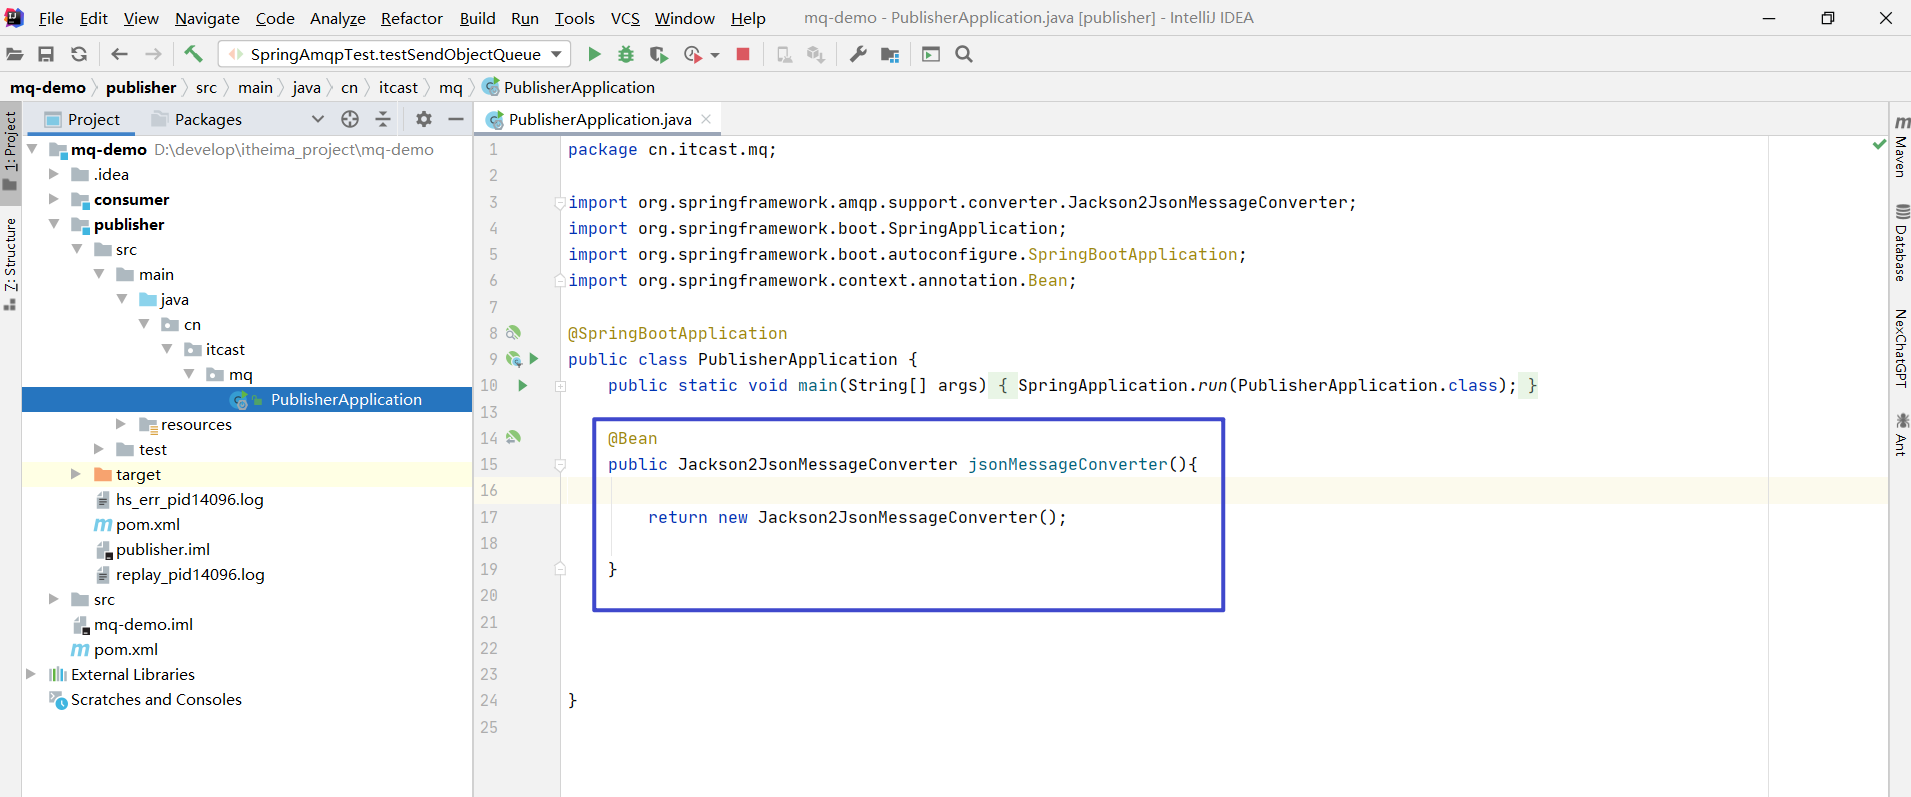 File Edit View Navigate Code Analyze Refactor Build Run Tools VCS Window Help mq-demo - PublisherApplication.java [publisher] - IntelliJ IDEA
SpringAmqpTest.testSendObjectQueue
mq-demo publisher src main java cn itcast mq PublisherApplication
1: Project
Z: Structure
Project Packages
mq-demo D:\develop\itheima_project\mq-demo
.idea
consumer
publisher
src
main
java
cn
itcast
mq
PublisherApplication
resources
test
target
hs_err_pid14096.log
pom.xml
publisher.iml
replay_pid14096.log
src
mq-demo.iml
pom.xml
External Libraries
Scratches and Consoles
PublisherApplication.java
1 package cn.itcast.mq;
2
3 import org.springframework.amqp.support.converter.Jackson2JsonMessageConverter;
4 import org.springframework.boot.SpringApplication;
5 import org.springframework.boot.autoconfigure.SpringBootApplication;
6 import org.springframework.context.annotation.Bean;
7
8 @SpringBootApplication
9 public class PublisherApplication {
10 public static void main(String[] args) { SpringApplication.run(PublisherApplication.class); }
13
14 @Bean
15 public Jackson2JsonMessageConverter jsonMessageConverter(){
16
17 return new Jackson2JsonMessageConverter();
18
19 }
20
21
22
23
24 }
25
Maven
Database
NexChatGPT
Ant